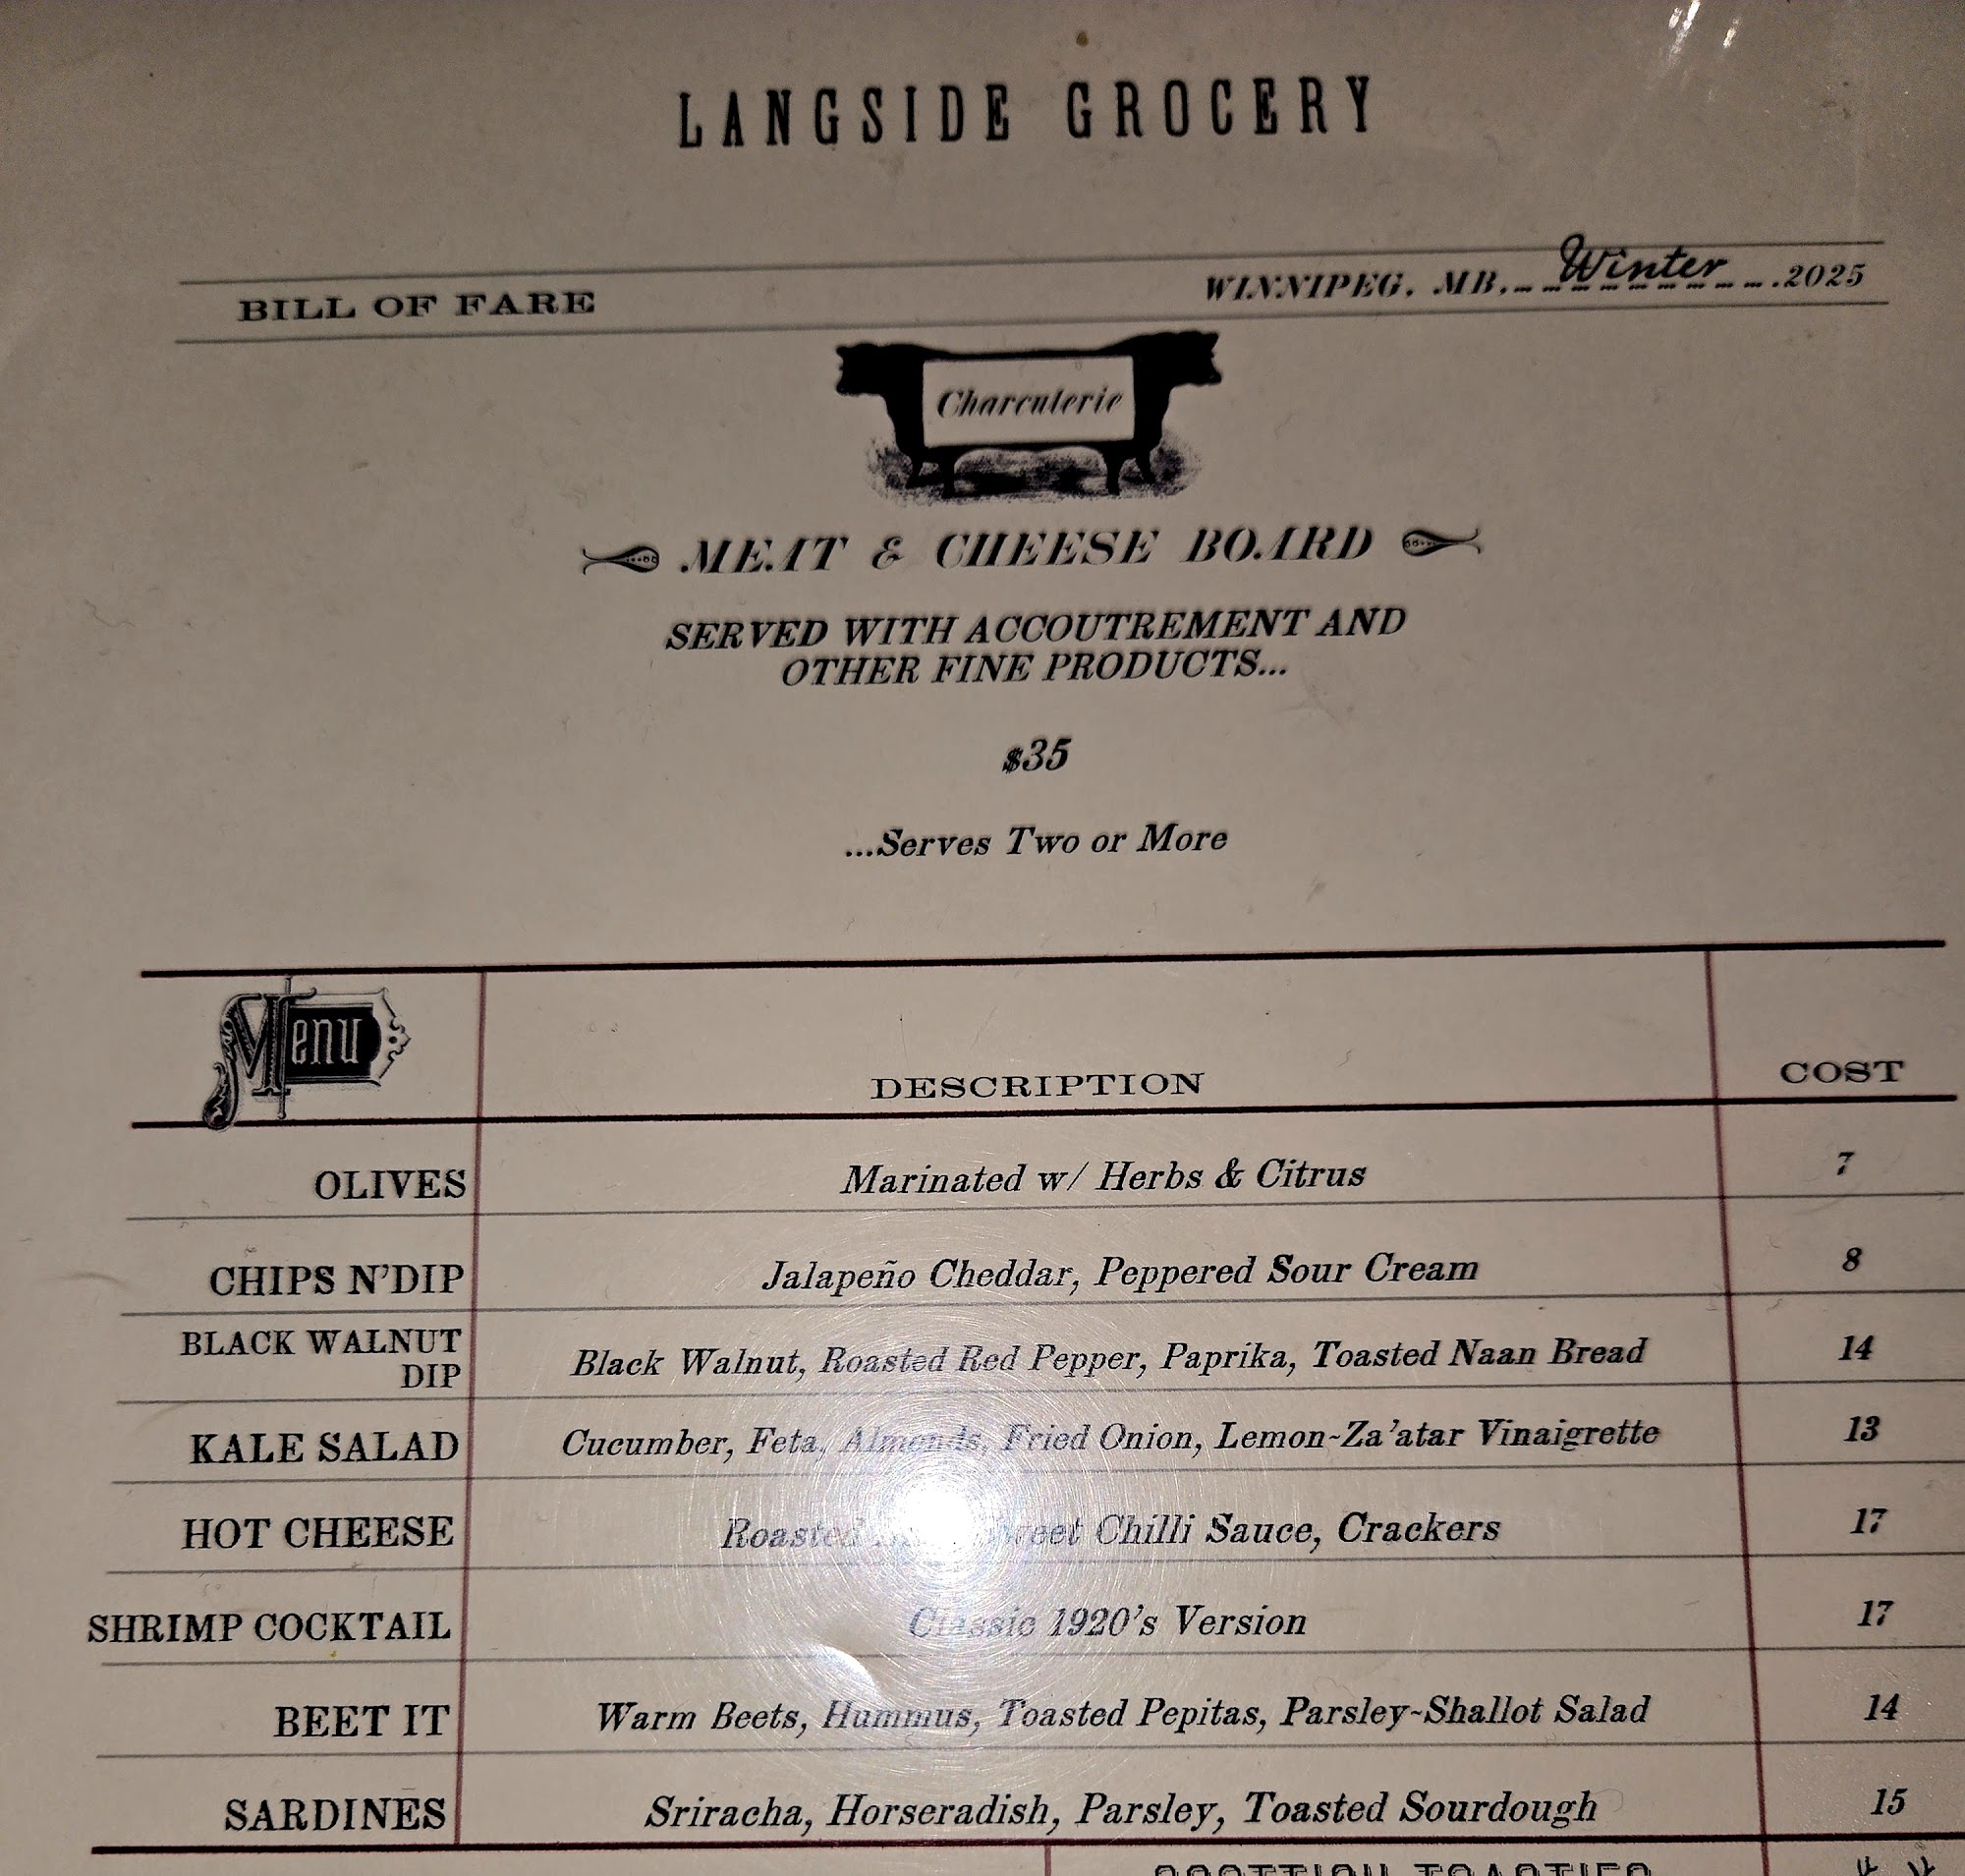 LANGSIDE GROCERY
BILL OF FARE
WINNIPEG, MB, Winter .2025
Charcuterie
MEAT & CHEESE BOARD
SERVED WITH ACCOUTREMENT AND
OTHER FINE PRODUCTS...
$35
...Serves Two or More
Menu DESCRIPTION COST
OLIVES Marinated w/ Herbs & Citrus 7
CHIPS N'DIP Jalapeño Cheddar, Peppered Sour Cream 8
BLACK WALNUT
DIP Black Walnut, Roasted Red Pepper, Paprika, Toasted Naan Bread 14
KALE SALAD Cucumber, Feta, Almonds, Fried Onion, Lemon-Za'atar Vinaigrette 13
HOT CHEESE Roasted Sweet Chilli Sauce, Crackers 17
SHRIMP COCKTAIL Classic 1920's Version 17
BEET IT Warm Beets, Hummus, Toasted Pepitas, Parsley-Shallot Salad 14
SARDINES Sriracha, Horseradish, Parsley, Toasted Sourdough 15